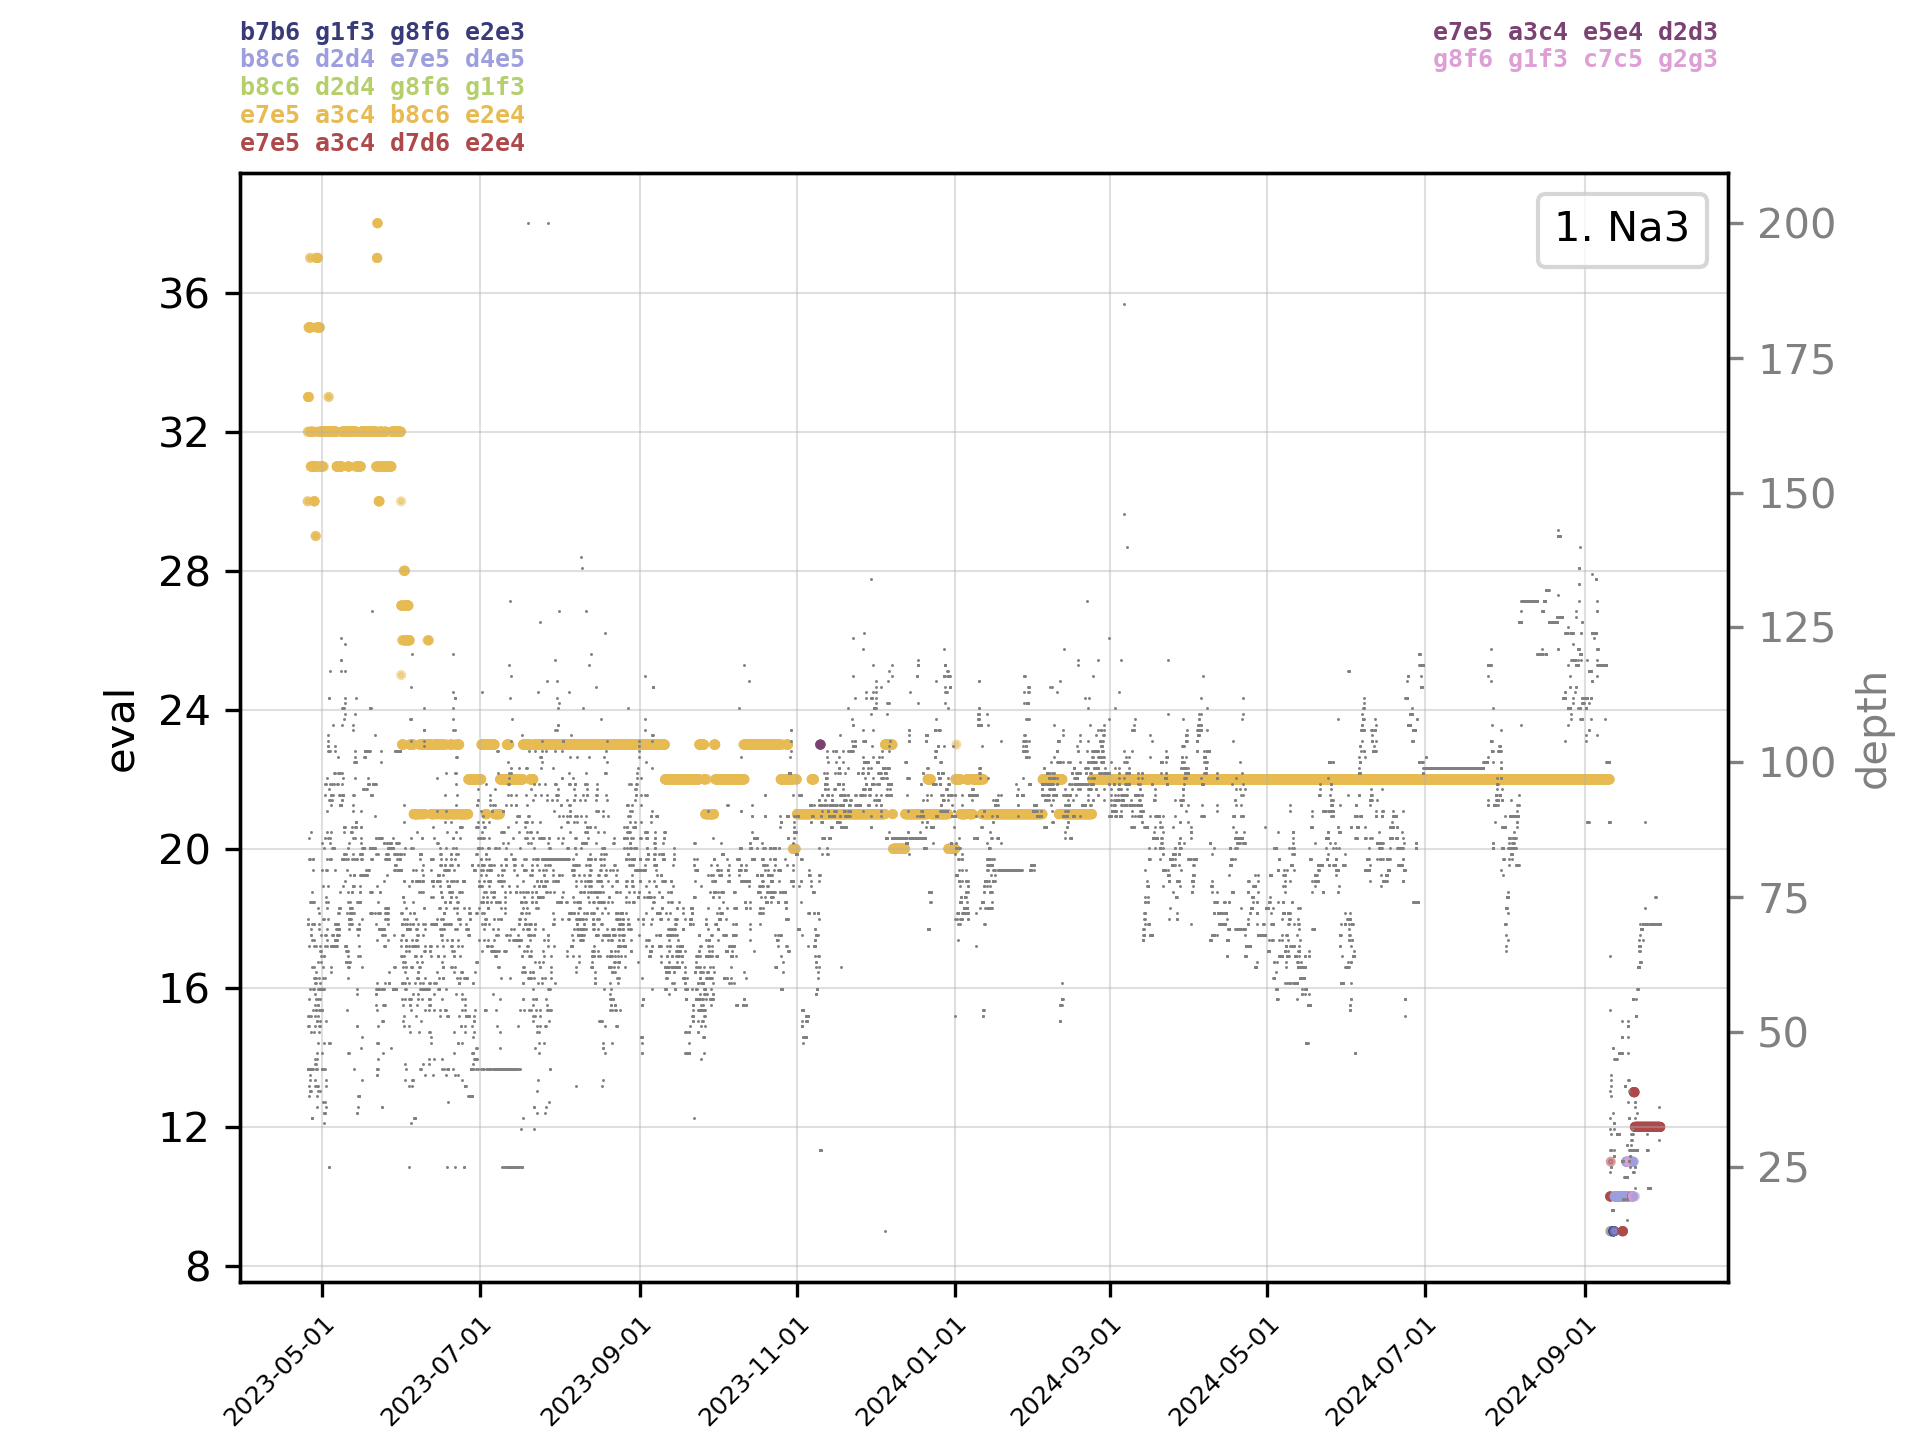 b7b6 g1f3 g8f6 e2e3
b8c6 d2d4 e7e5 d4e5
b8c6 d2d4 g8f6 g1f3
e7e5 a3c4 b8c6 e2e4
e7e5 a3c4 d7d6 e2e4
e7e5 a3c4 e5e4 d2d3
g8f6 g1f3 c7c5 g2g3
1. Na3
eval
36
32
28
24
20
16
12
8
200
175
150
125
100
75
50
25
depth
2023-05-01
2023-07-01
2023-09-01
2023-11-01
2024-01-01
2024-03-01
2024-05-01
2024-07-01
2024-09-01